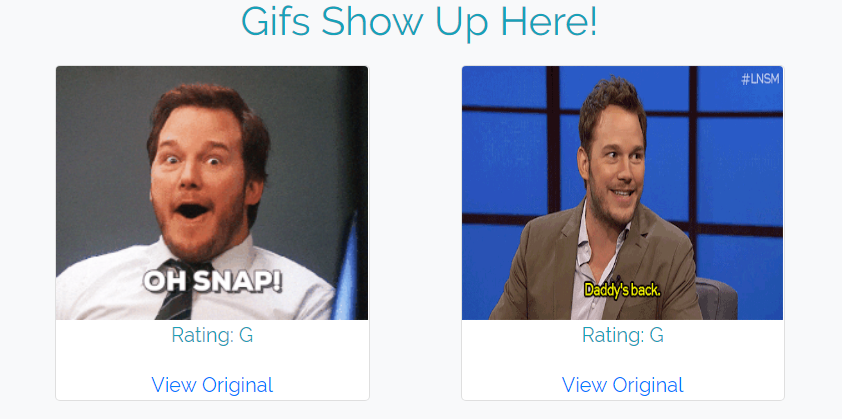 Gifs Show Up Here!
#LNSM
OH SNAP!
Daddy's back.
Rating: G
Rating: G
View Original
View Original